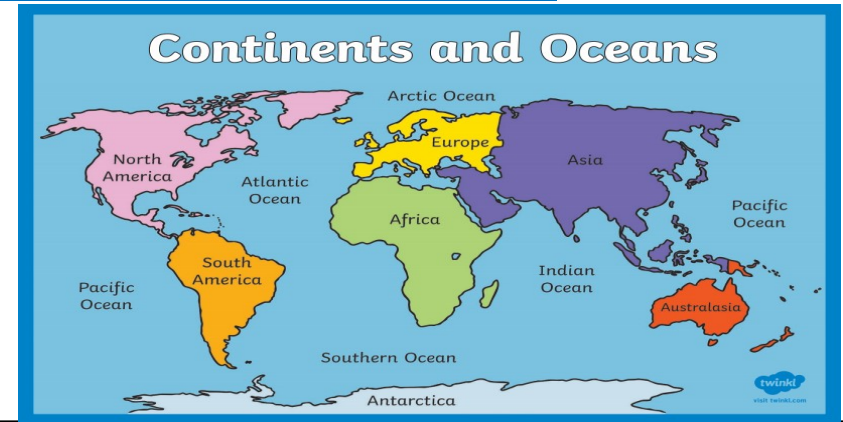 Continents and Oceans
Arctic Ocean
Europe
North
America
Asia
Atlantic
Ocean
Africa
Pacific
Ocean
South
America
Indian
Ocean
Pacific
Ocean
Australasia
Southern Ocean
Antarctica
twinkl
visit twinkl.com